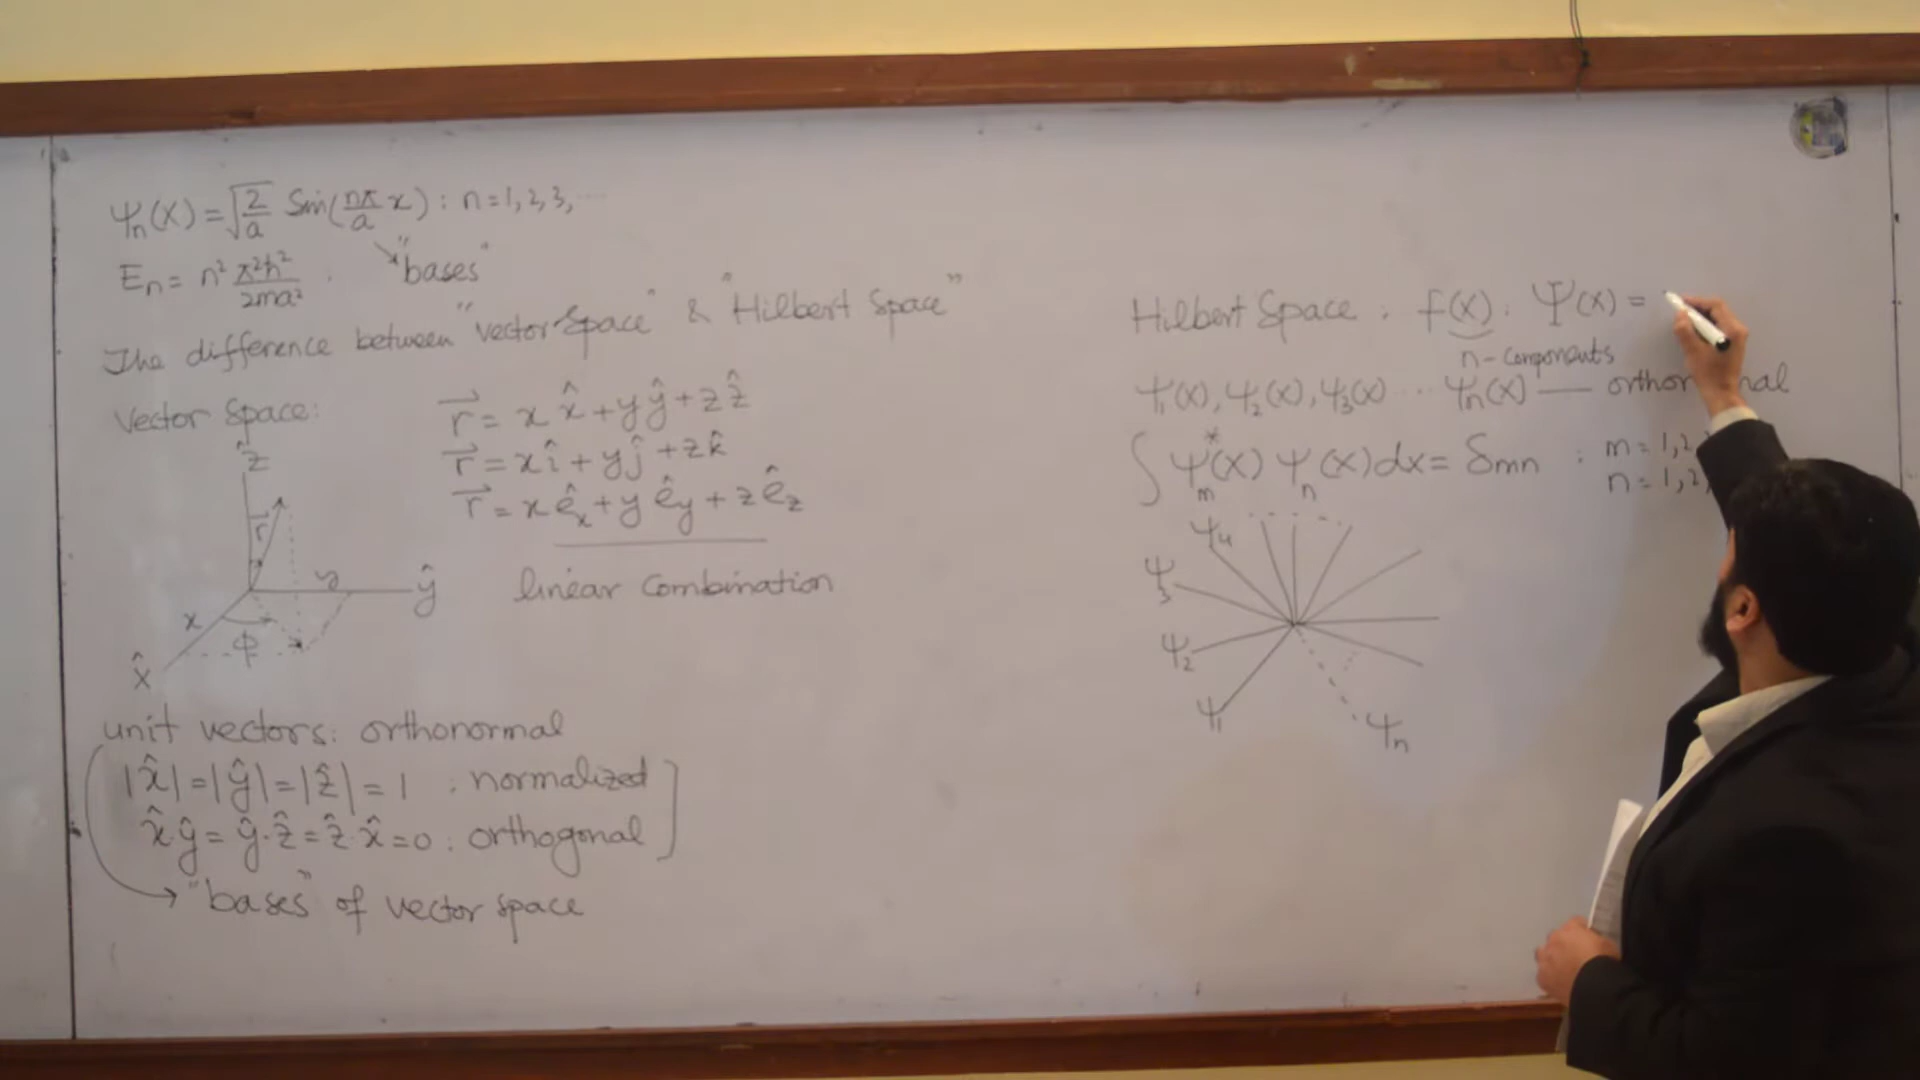 ψn(x) = √(2/a) Sin(nπ/a x) : n = 1, 2, 3, ...
"bases"
En = n² π²ħ²/2ma² .
The difference between "vector space" & "Hilbert Space"
Vector Space:
r⃗ = x x̂ + y ŷ + z ẑ
r⃗ = x î + y ĵ + z k̂
r⃗ = x êx + y êy + z êz
linear Combination
ẑ
r⃗
y
ŷ
x
φ
x̂
unit vectors: orthonormal
|x̂| = |ŷ| = |ẑ| = 1 : normalized
x̂·ŷ = ŷ·ẑ = ẑ·x̂ = 0 : orthogonal
"bases" of vector space
Hilbert Space : f(x) : Ψ(x) =
n-components
ψ1(x), ψ2(x), ψ3(x) ... ψn(x) —
∫ ψm*(x) ψn(x) dx = δmn : m = 1, 2
n = 1, 2,
ψ4
ψ3
ψ2
ψ1
ψn